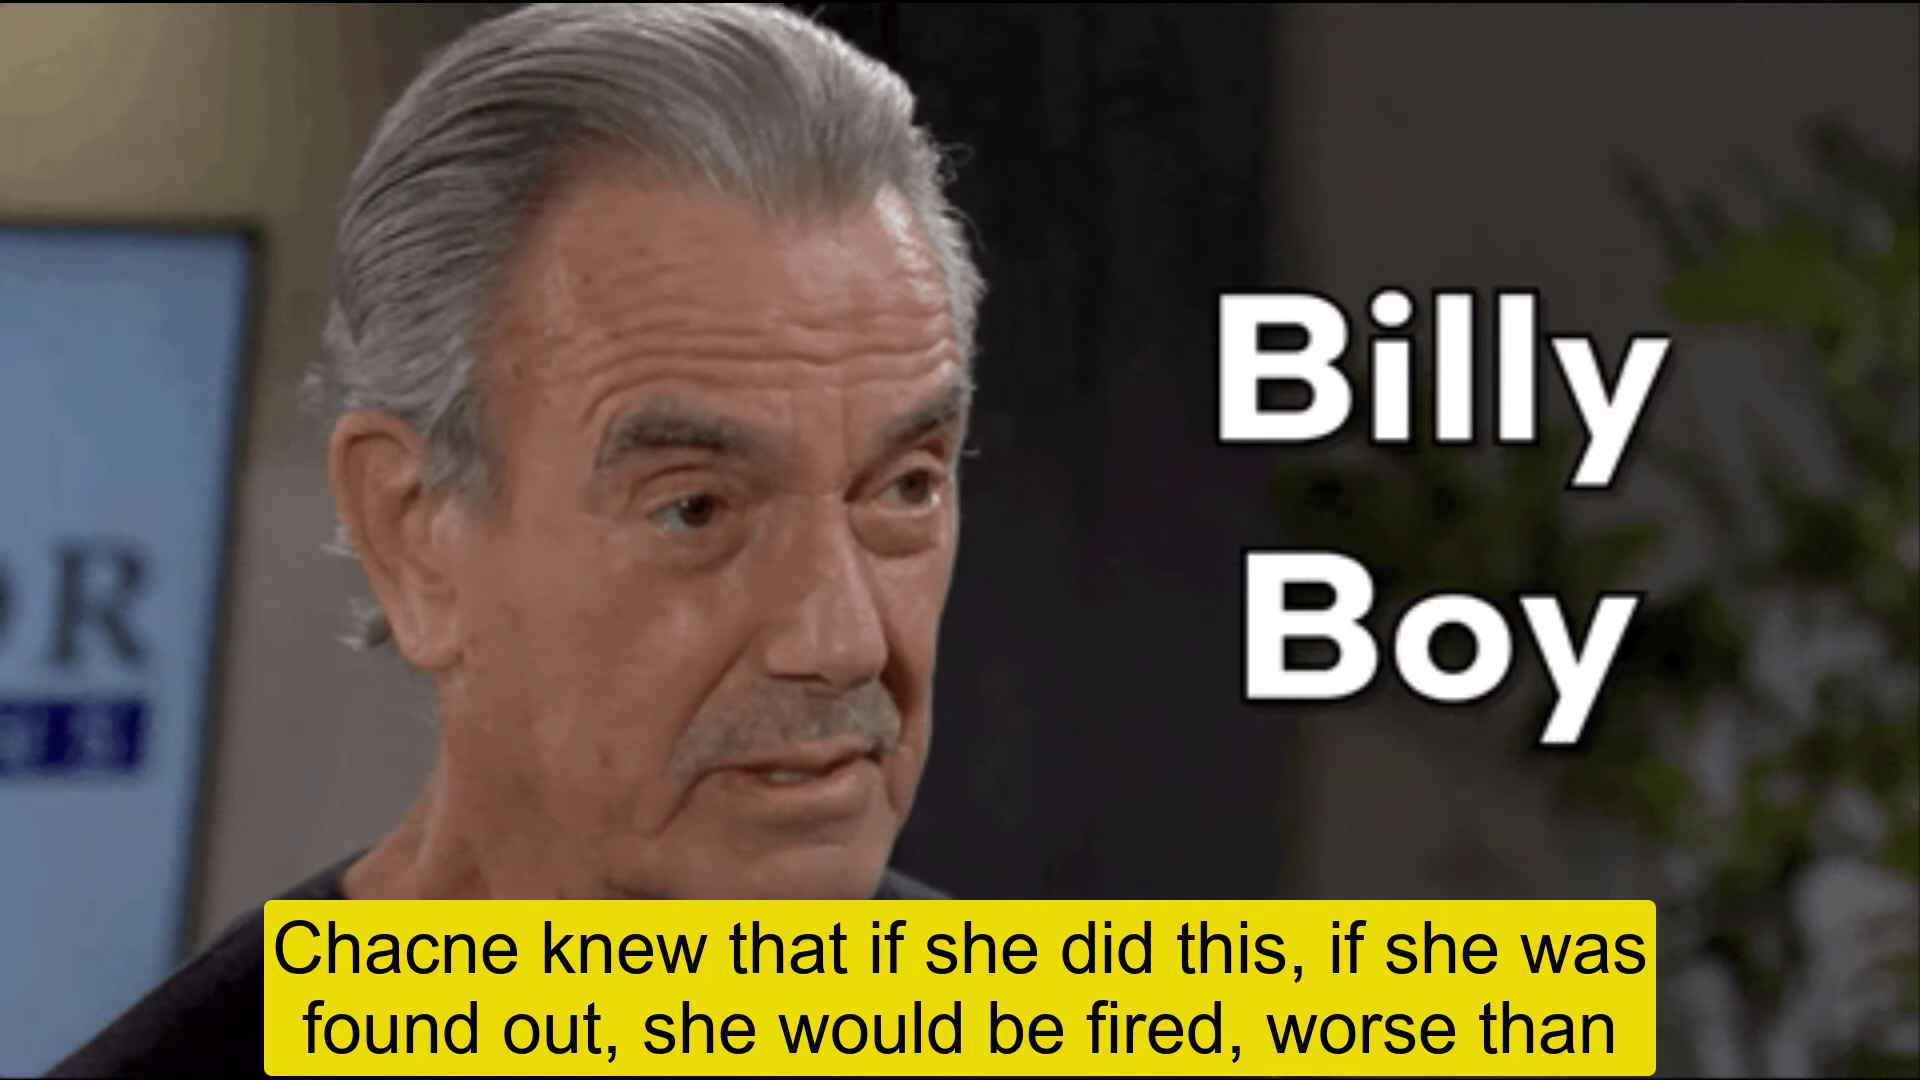 Billy
Boy
OR
Chacne knew that if she did this, if she was
found out, she would be fired, worse than